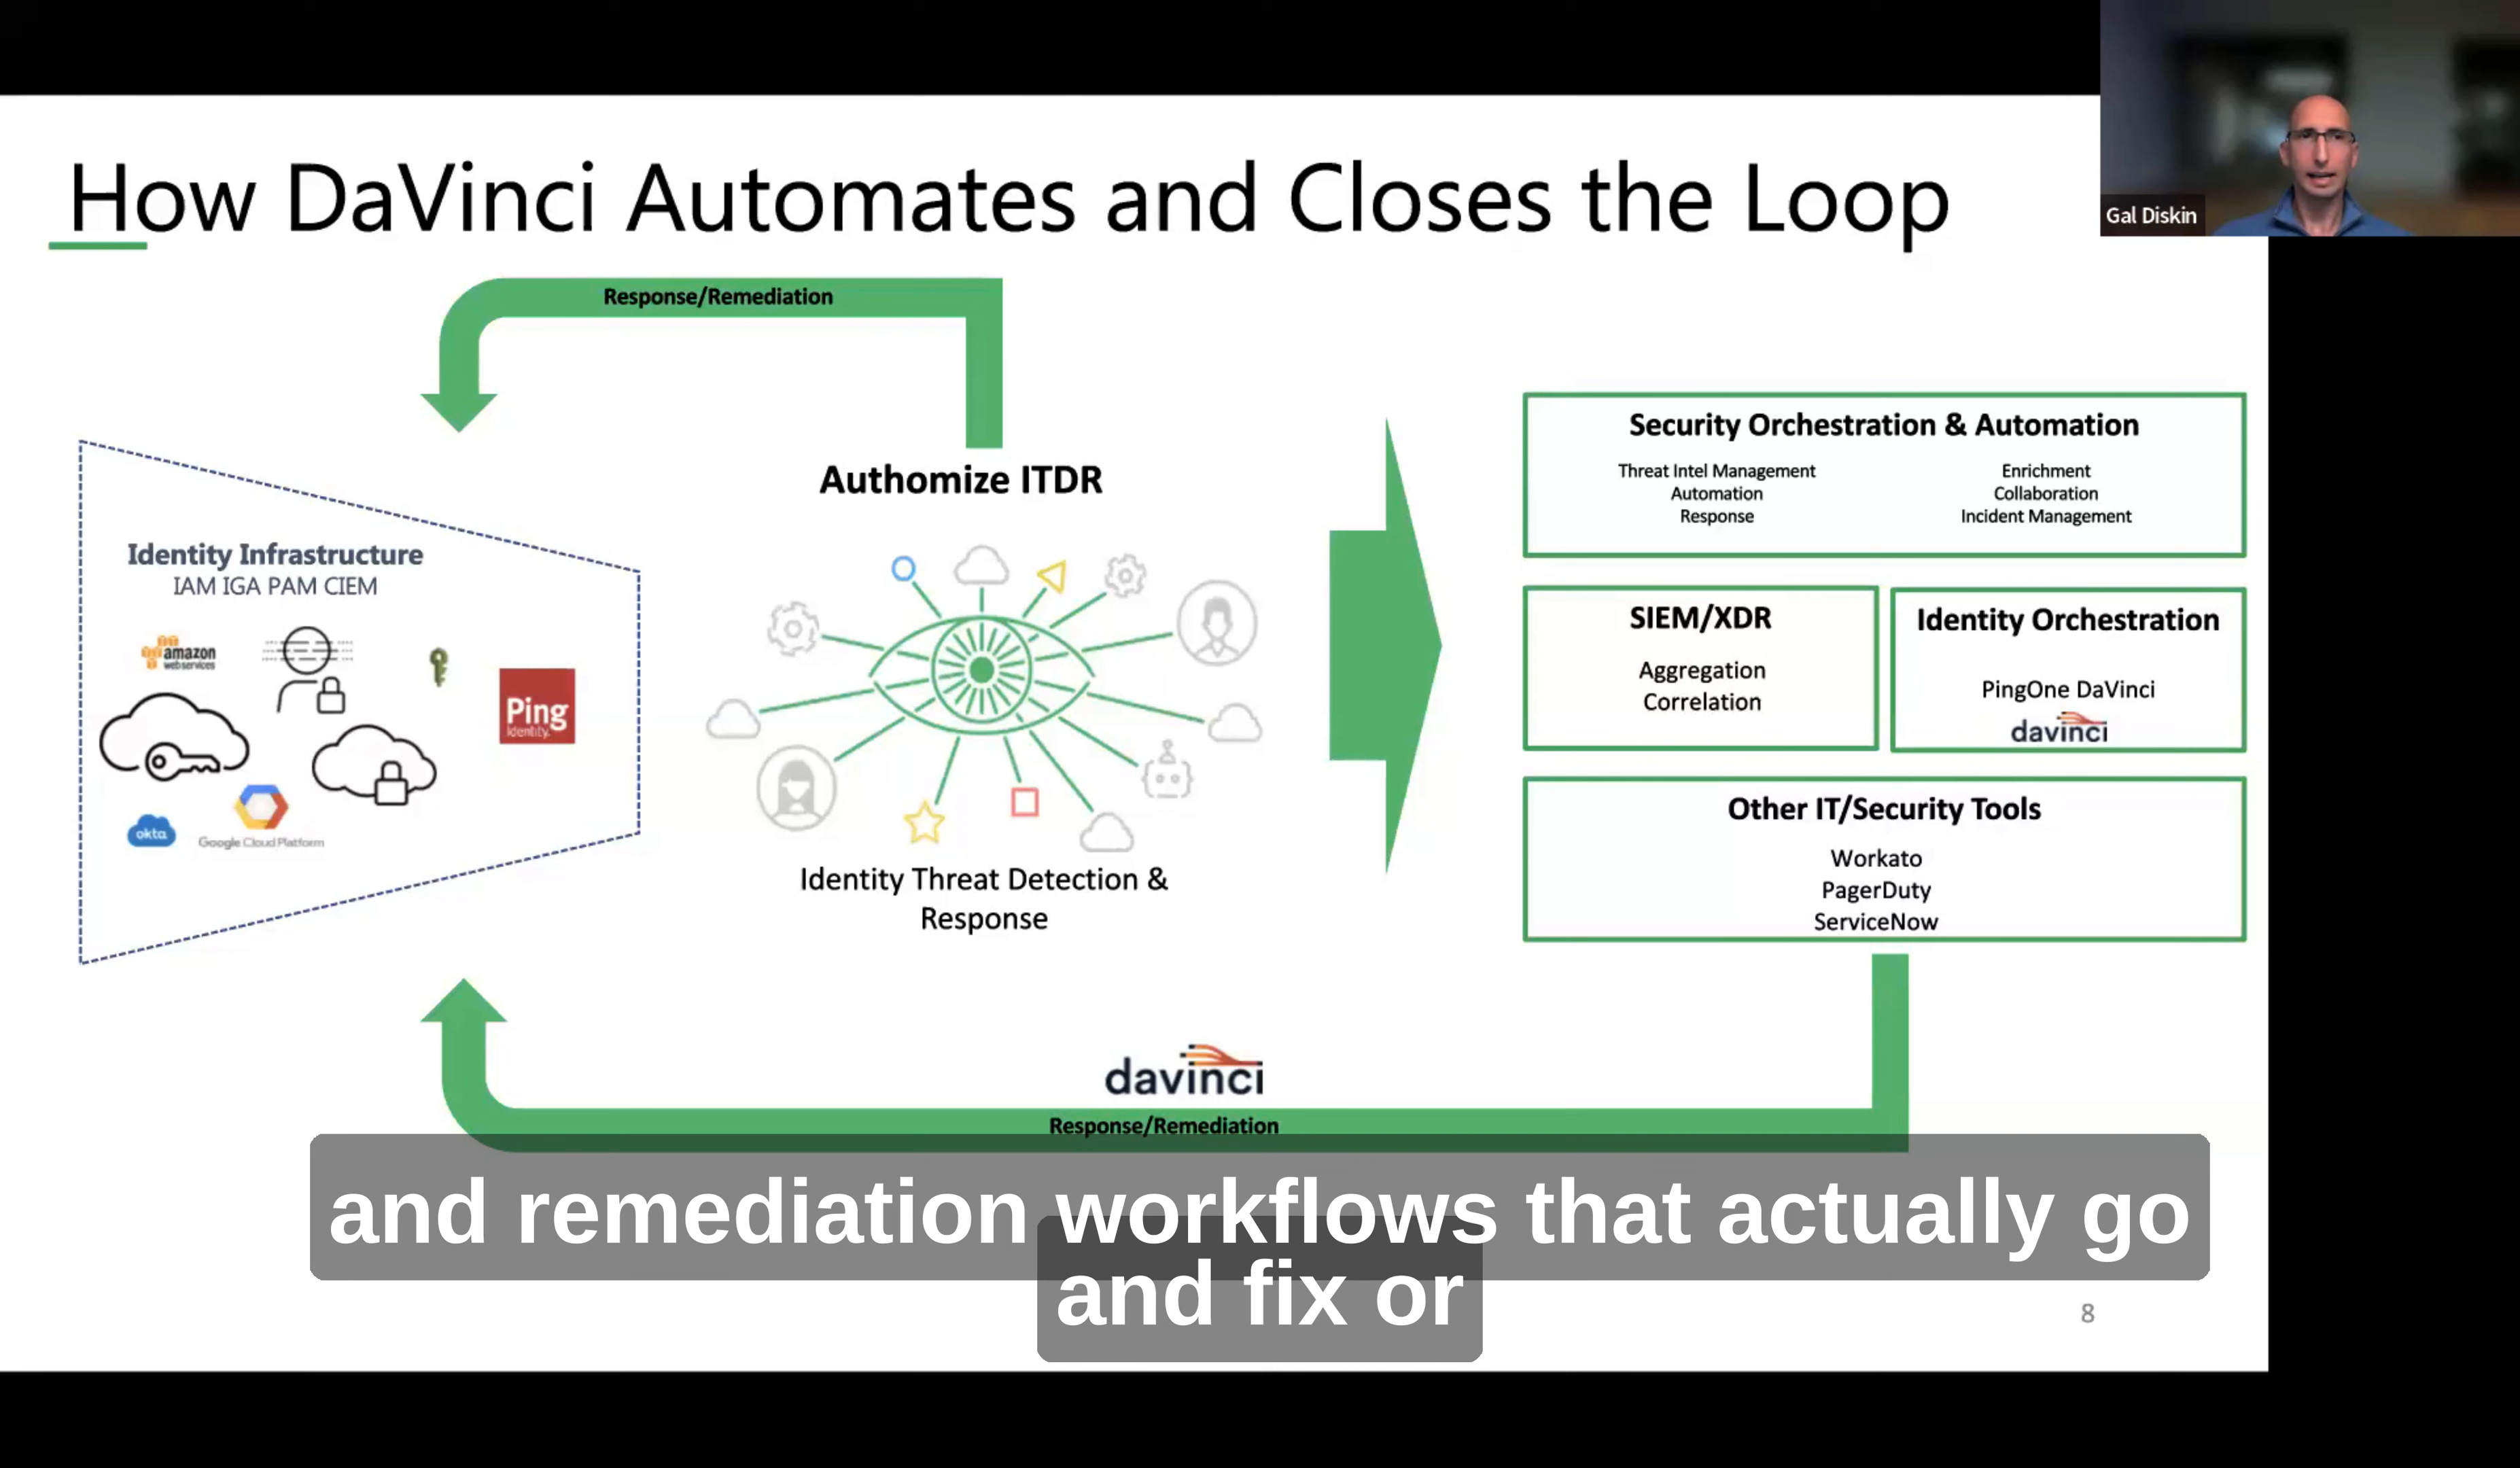 How DaVinci Automates and Closes the Loop
Gal Diskin
Response/Remediation
Authomize ITDR
Identity Infrastructure
IAM IGA PAM CIEM
amazon
web services
Ping
Identity
okta
Google Cloud Platform
Identity Threat Detection &
Response
Security Orchestration & Automation
Threat Intel Management
Automation
Response
Enrichment
Collaboration
Incident Management
SIEM/XDR
Aggregation
Correlation
Identity Orchestration
PingOne DaVinci
davinci
Other IT/Security Tools
Workato
PagerDuty
ServiceNow
davinci
Response/Remediation
and remediation workflows that actually go
and fix or
8